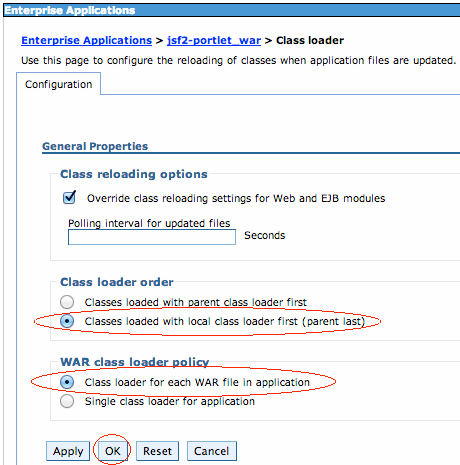 Enterprise Applications
Enterprise Applications > jsf2-portlet_war > Class loader
Use this page to configure the reloading of classes when application files are updated.
Configuration
General Properties
Class reloading options
Override class reloading settings for Web and EJB modules
Polling interval for updated files
Seconds
Class loader order
Classes loaded with parent class loader first
Classes loaded with local class loader first (parent last)
WAR class loader policy
Class loader for each WAR file in application
Single class loader for application
Apply OK Reset Cancel